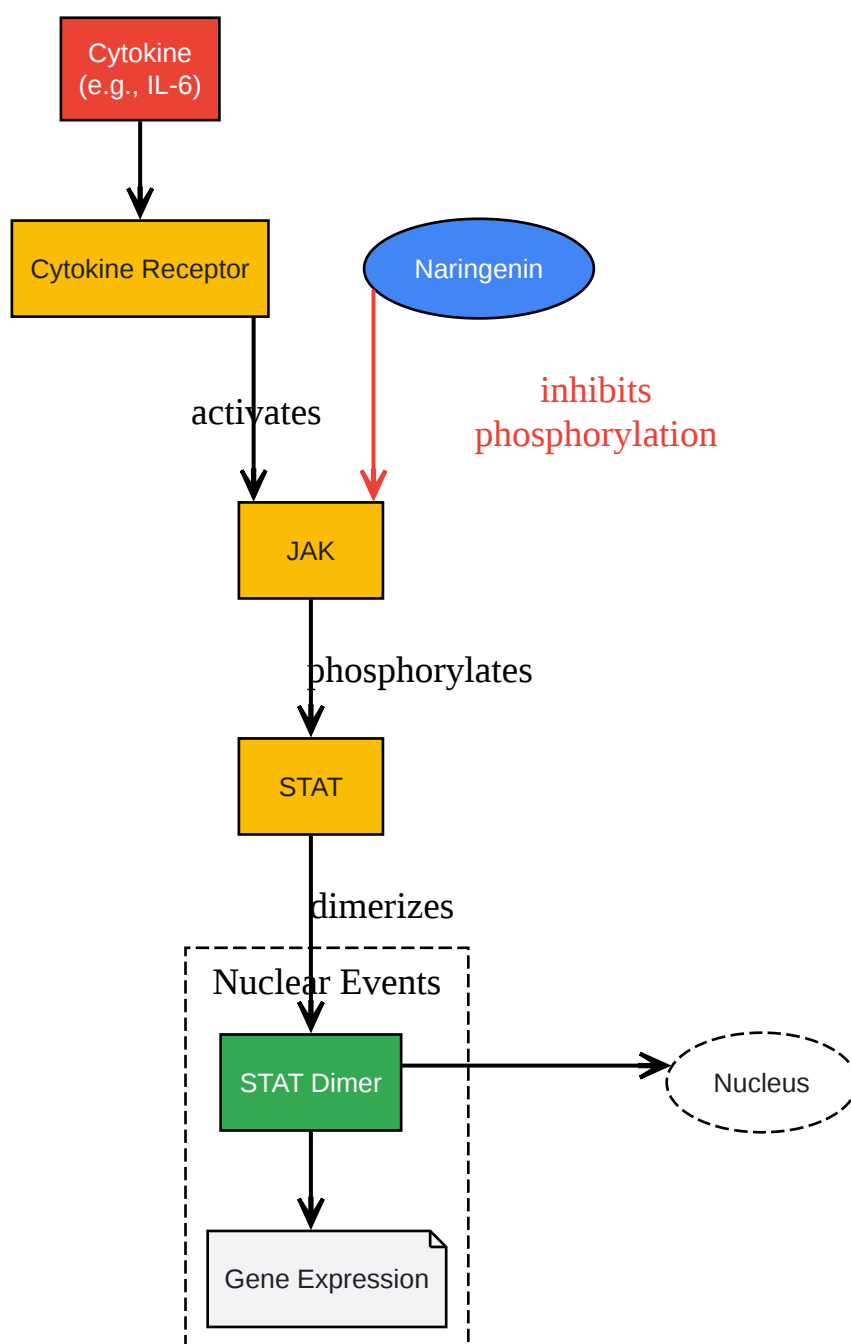 Cytokine
(e.g., IL-6)
Cytokine Receptor
Naringenin
activates
inhibits
phosphorylation
JAK
phosphorylates
STAT
dimerizes
Nuclear Events
STAT Dimer
Nucleus
Gene Expression